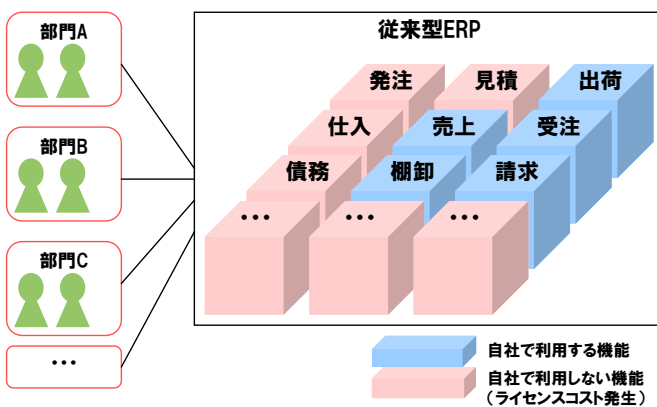 部門A
部門B
部門C
…
従来型ERP
発注
見積
出荷
仕入
売上
受注
債務
棚卸
請求
…
…
…
自社で利用する機能
自社で利用しない機能
(ライセンスコスト発生)